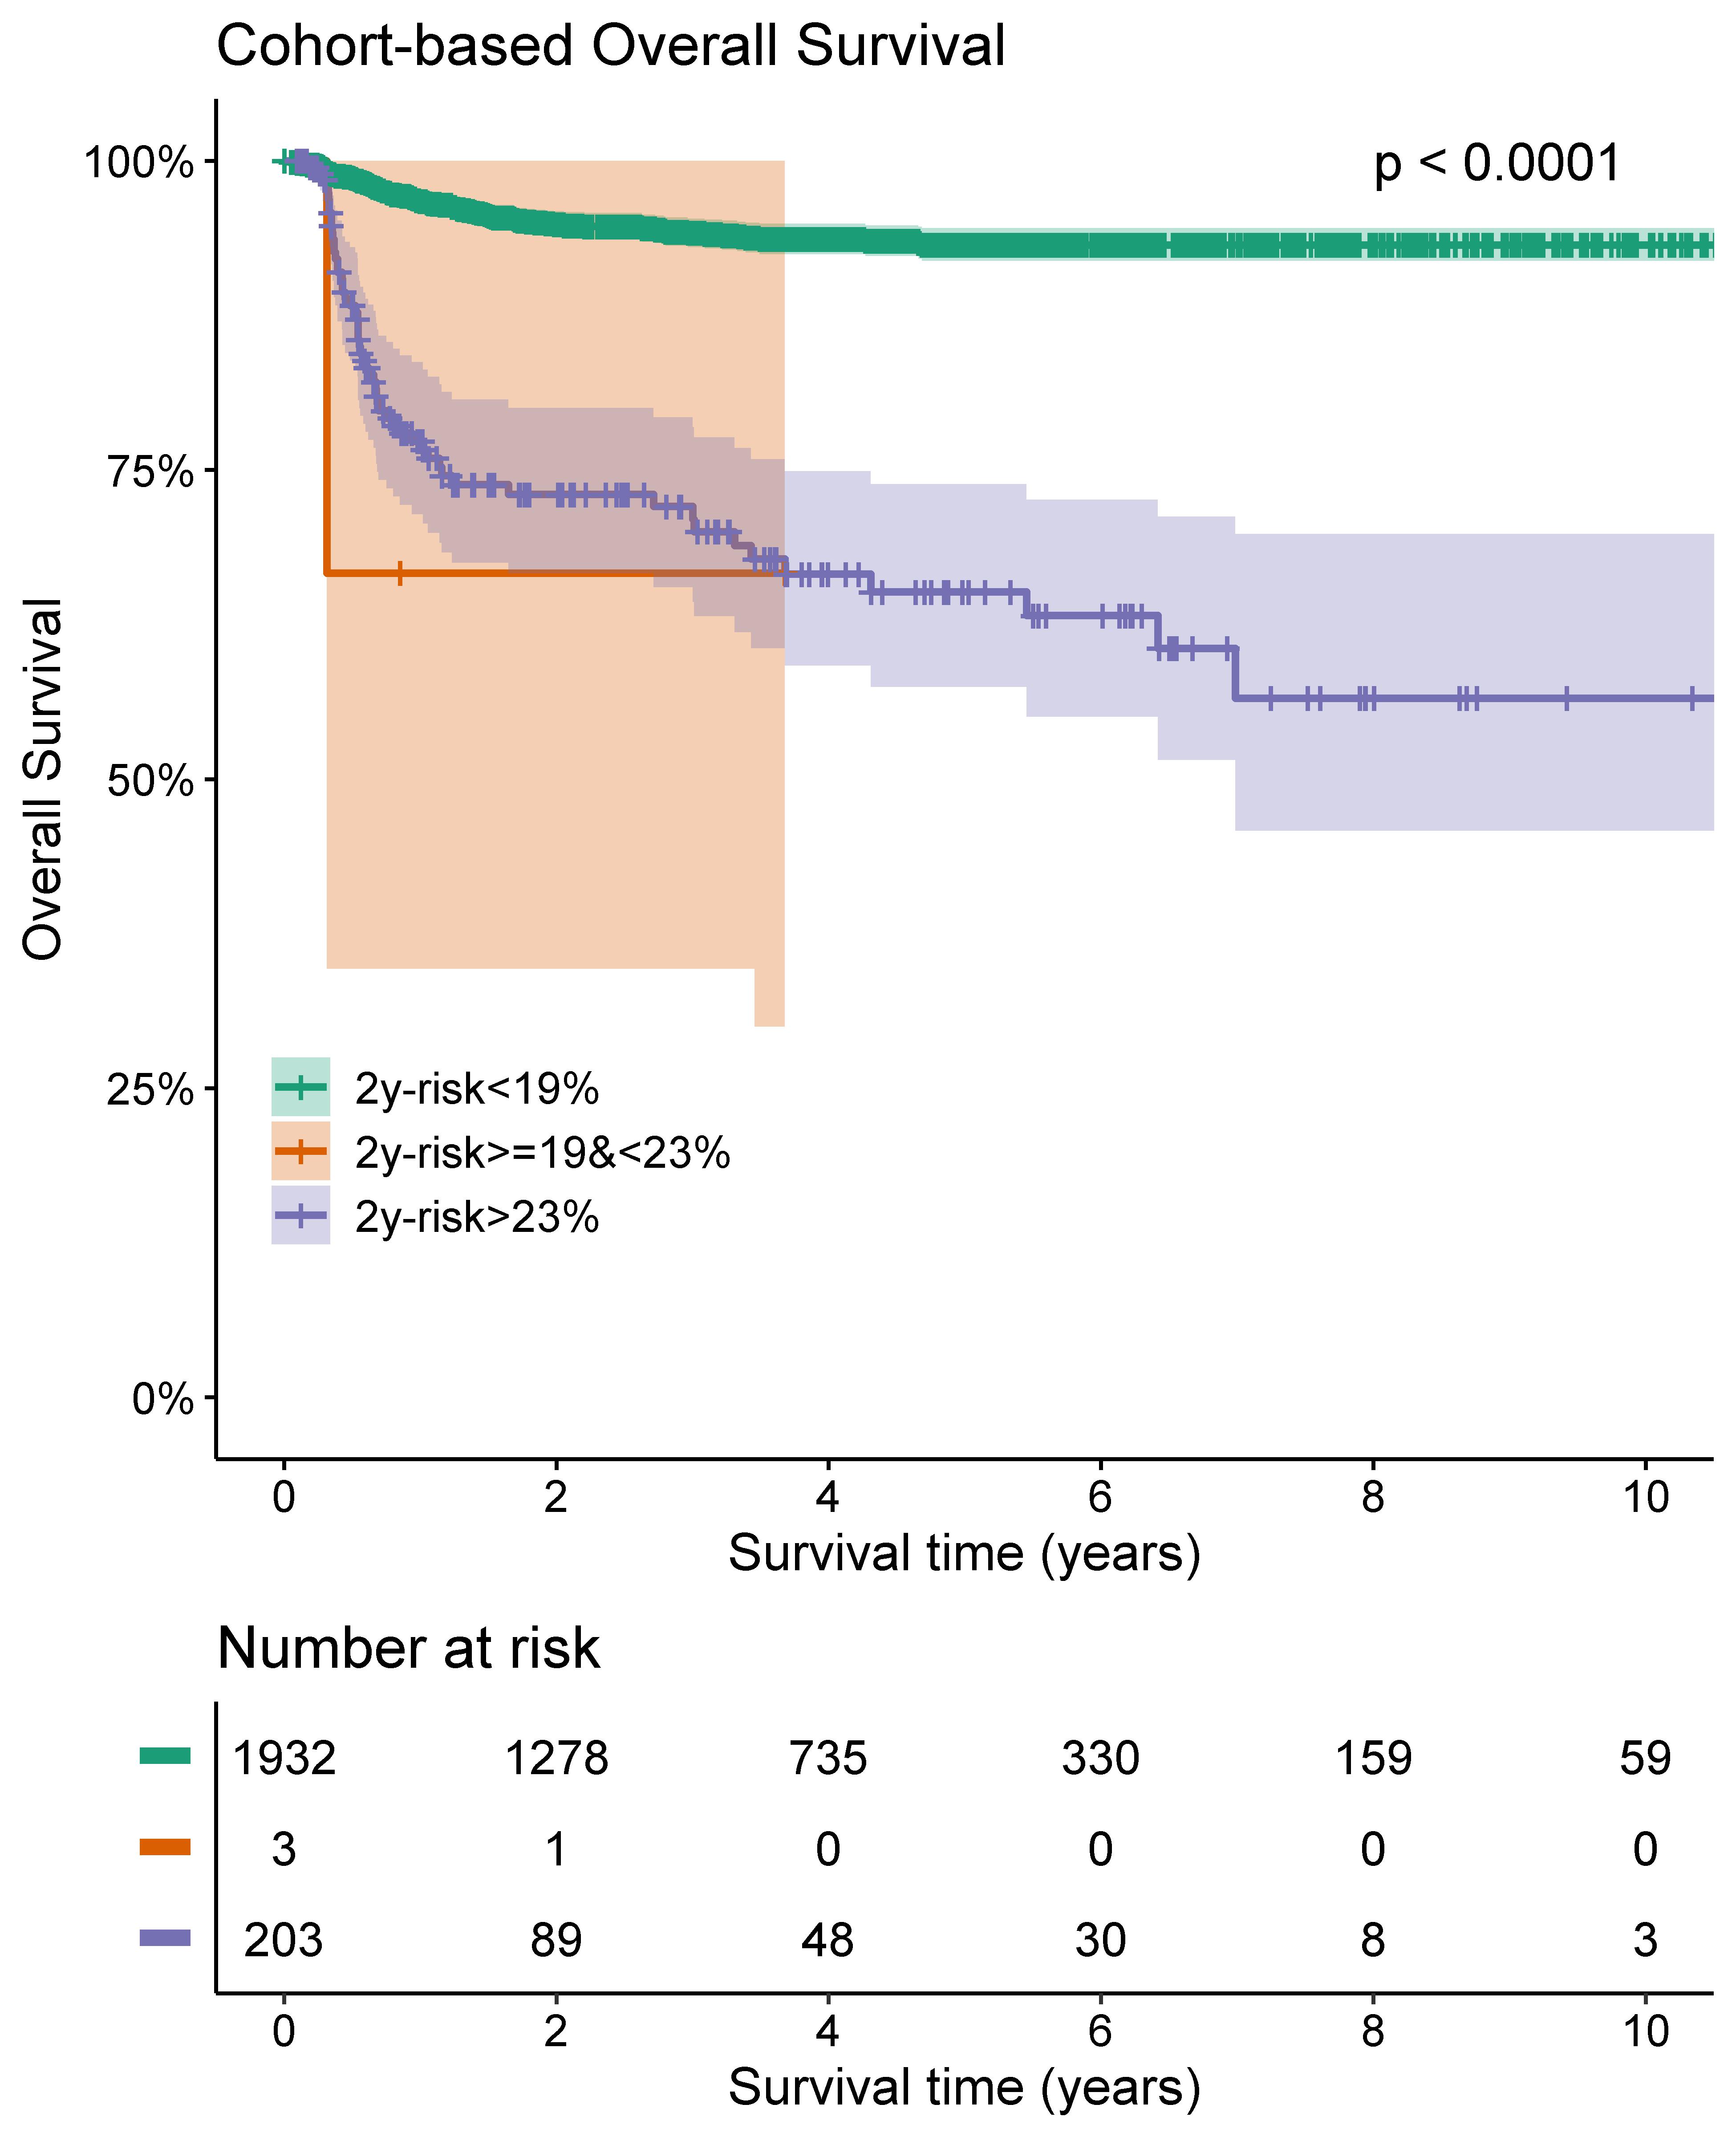 Cohort-based Overall Survival
p < 0.0001
100%
75%
50%
25%
0%
Overall Survival
2y-risk<19%
2y-risk>=19&<23%
2y-risk>23%
0 2 4 6 8 10
Survival time (years)
Number at risk
1932 1278 735 330 159 59
3 1 0 0 0 0
203 89 48 30 8 3
0 2 4 6 8 10
Survival time (years)